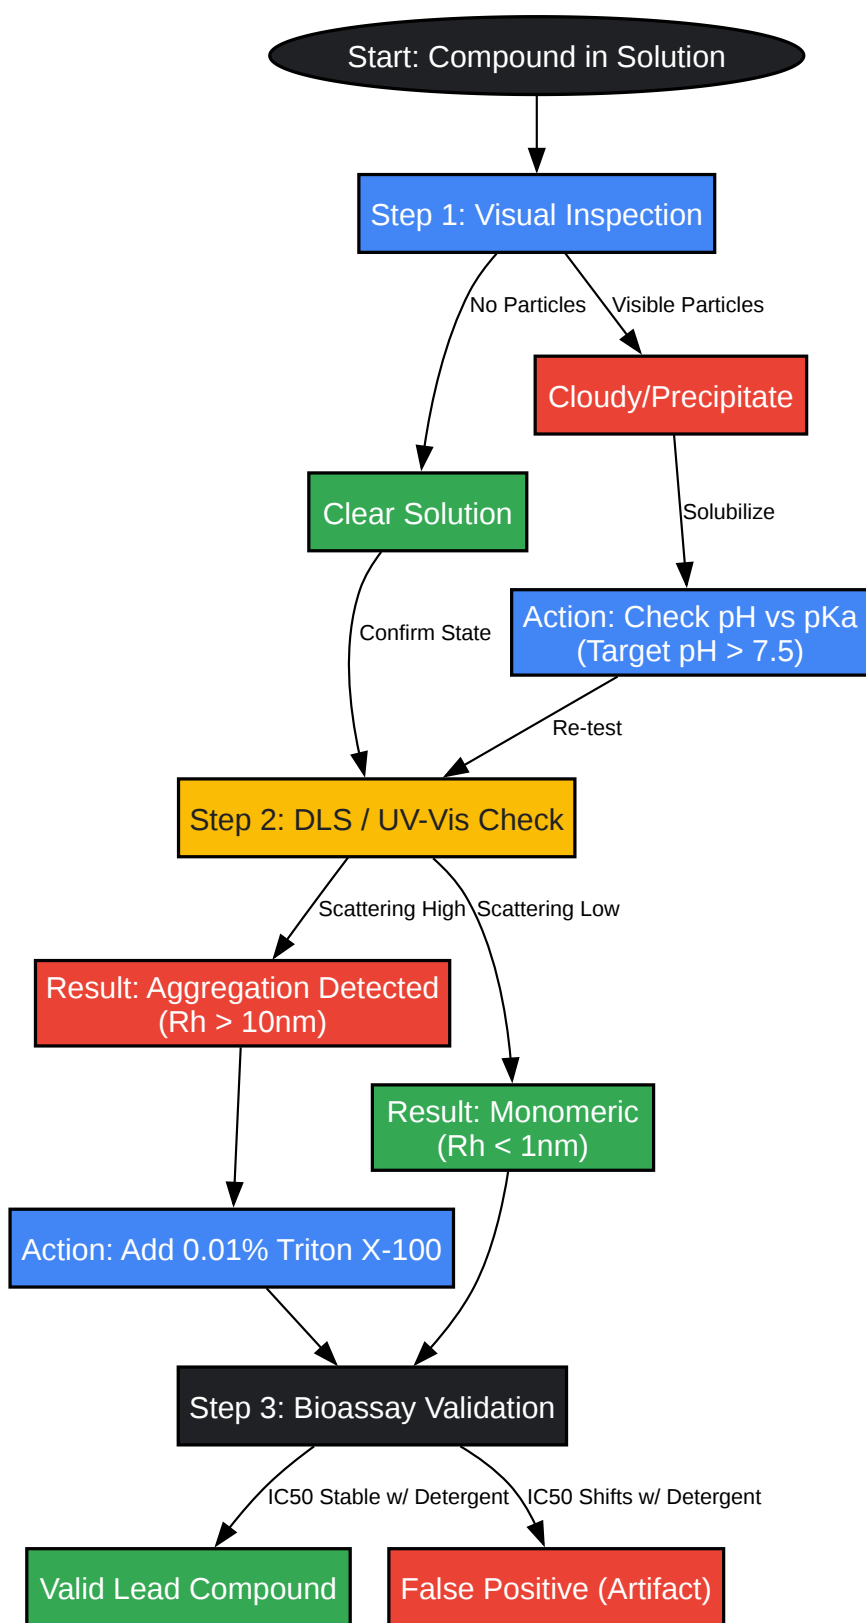 Start: Compound in Solution
Step 1: Visual Inspection
No Particles
Visible Particles
Cloudy/Precipitate
Clear Solution
Solubilize
Action: Check pH vs pKa
(Target pH > 7.5)
Confirm State
Re-test
Step 2: DLS / UV-Vis Check
Scattering High
Scattering Low
Result: Aggregation Detected
(Rh > 10nm)
Result: Monomeric
(Rh < 1nm)
Action: Add 0.01% Triton X-100
Step 3: Bioassay Validation
IC50 Stable w/ Detergent
IC50 Shifts w/ Detergent
Valid Lead Compound
False Positive (Artifact)